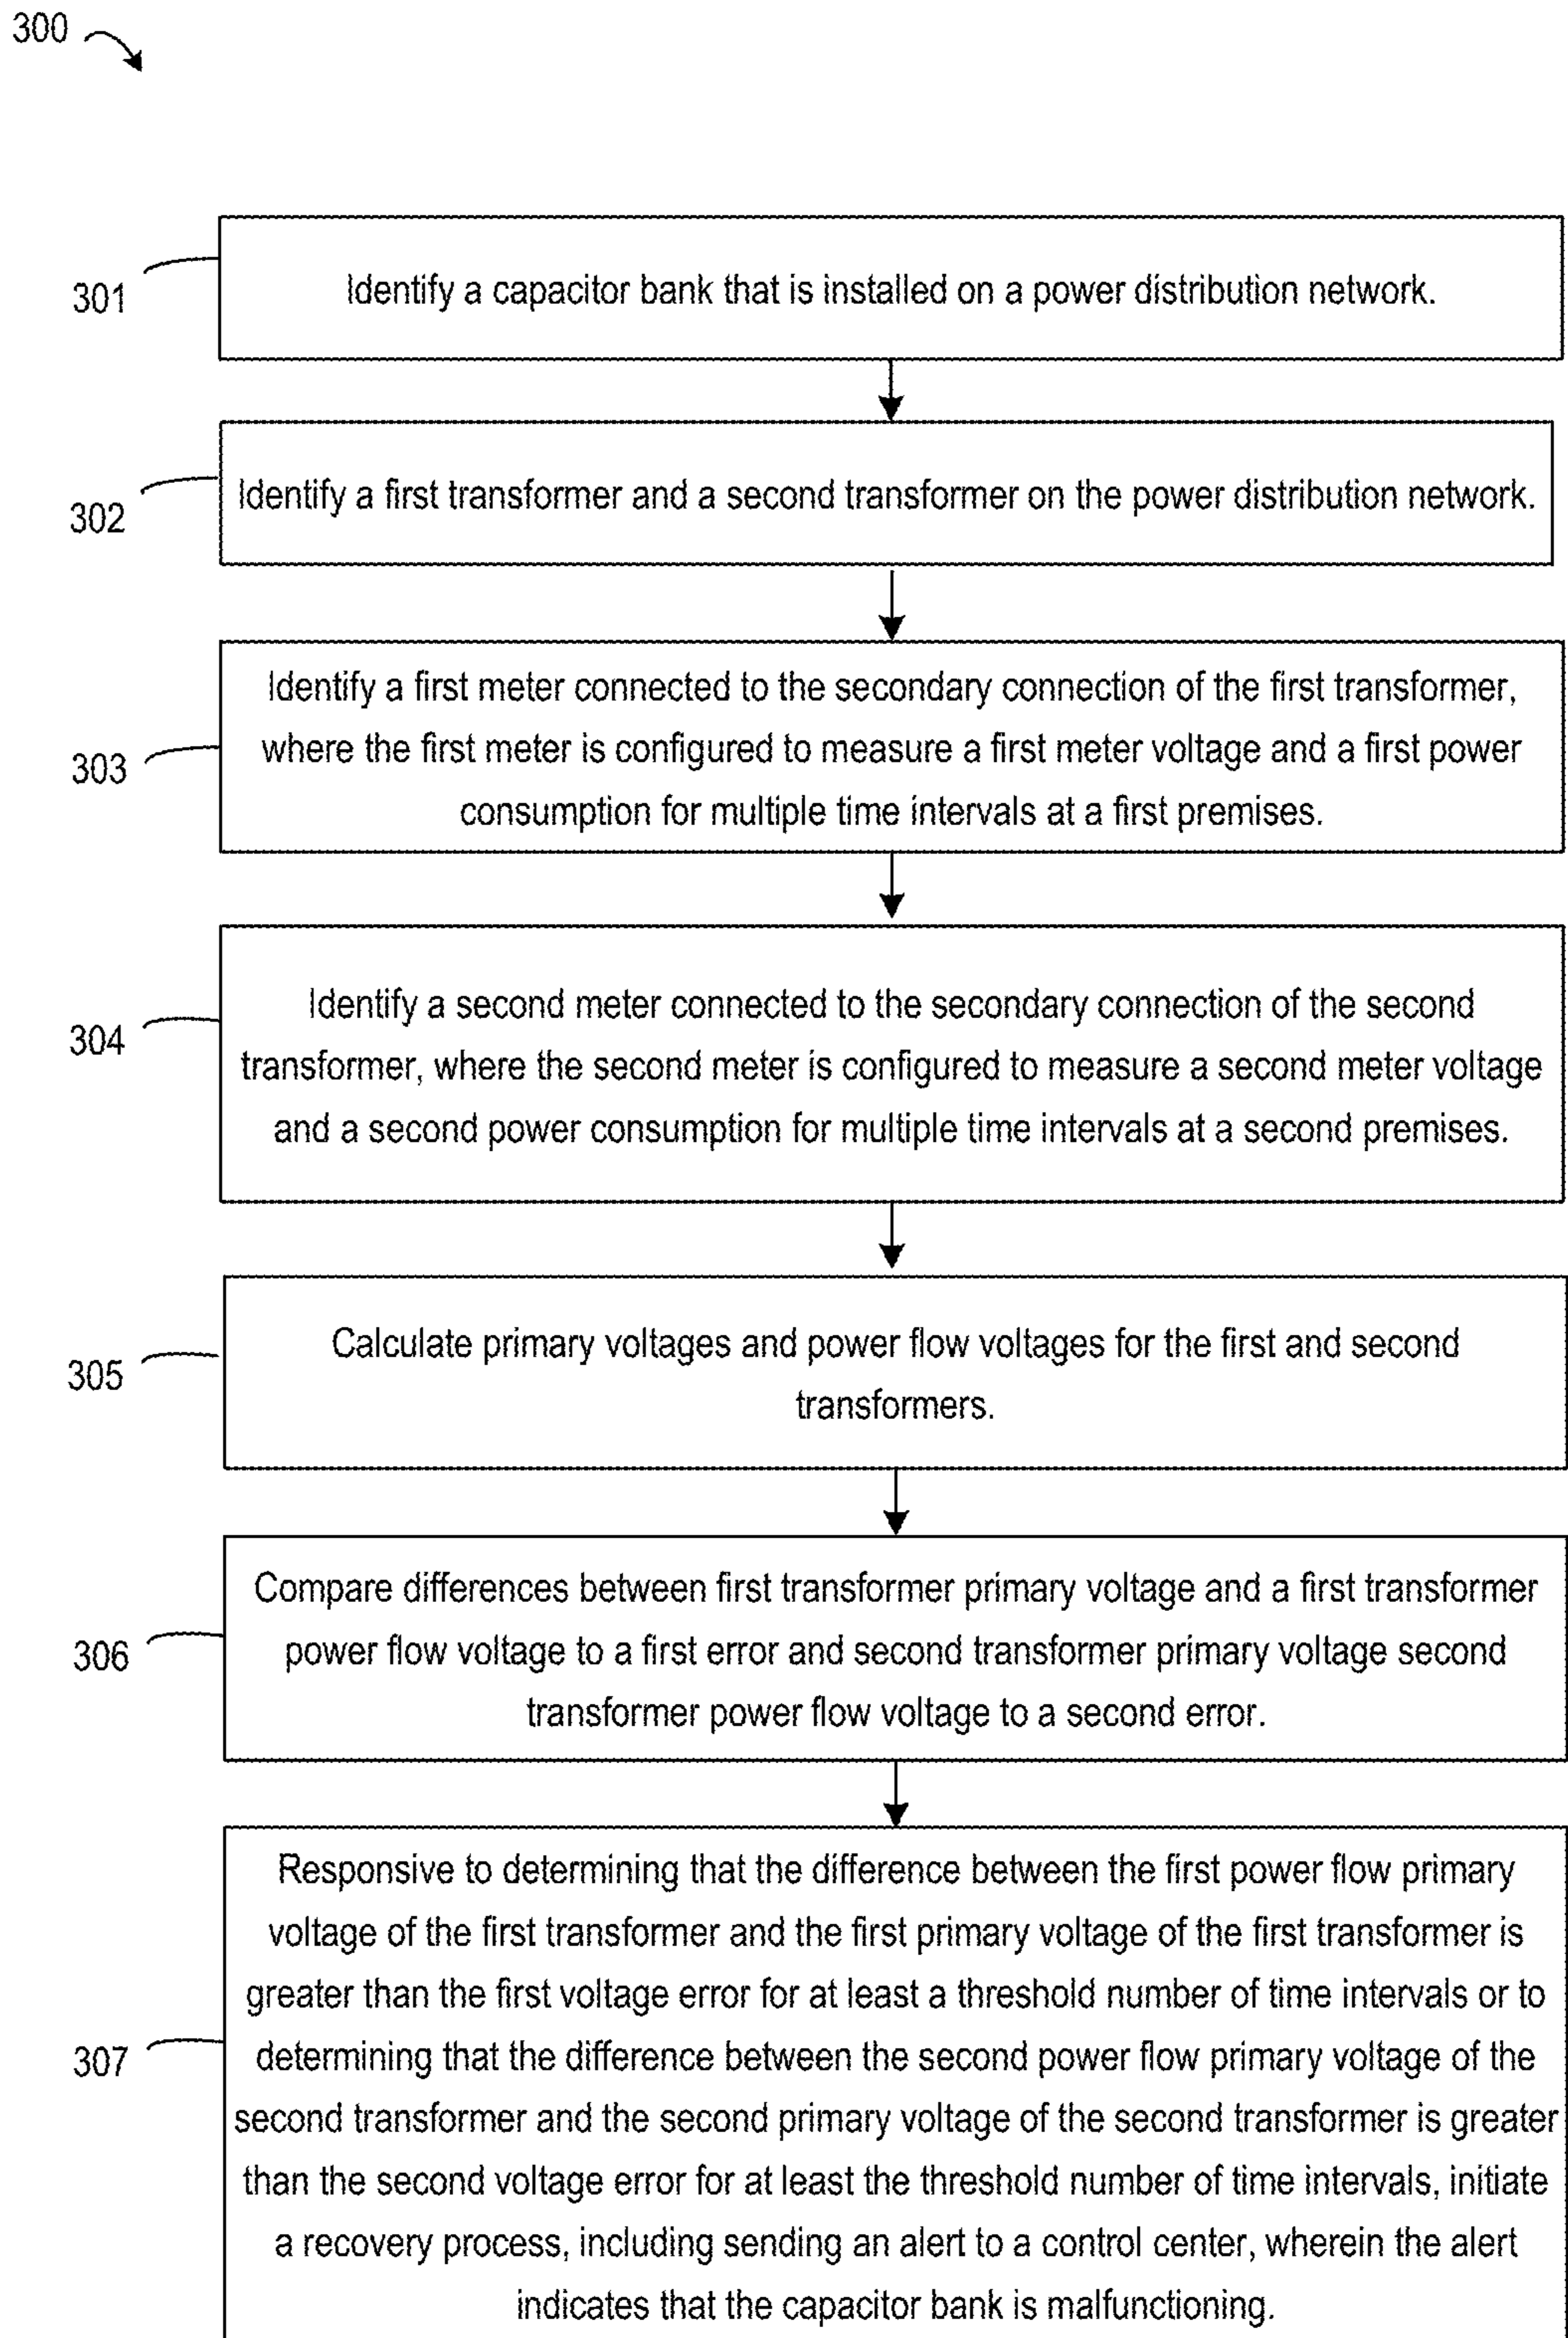 300
301
Identify a capacitor bank that is installed on a power distribution network.
302
Identify a first transformer and a second transformer on the power distribution network.
303
Identify a first meter connected to the secondary connection of the first transformer,
where the first meter is configured to measure a first meter voltage and a first power
consumption for multiple time intervals at a first premises.
304
Identify a second meter connected to the secondary connection of the second
transformer, where the second meter is configured to measure a second meter voltage
and a second power consumption for multiple time intervals at a second premises.
305
Calculate primary voltages and power flow voltages for the first and second
transformers.
306
Compare differences between first transformer primary voltage and a first transformer
power flow voltage to a first error and second transformer primary voltage second
transformer power flow voltage to a second error.
307
Responsive to determining that the difference between the first power flow primary
voltage of the first transformer and the first primary voltage of the first transformer is
greater than the first voltage error for at least a threshold number of time intervals or to
determining that the difference between the second power flow primary voltage of the
second transformer and the second primary voltage of the second transformer is greater
than the second voltage error for at least the threshold number of time intervals, initiate
a recovery process, including sending an alert to a control center, wherein the alert
indicates that the capacitor bank is malfunctioning.